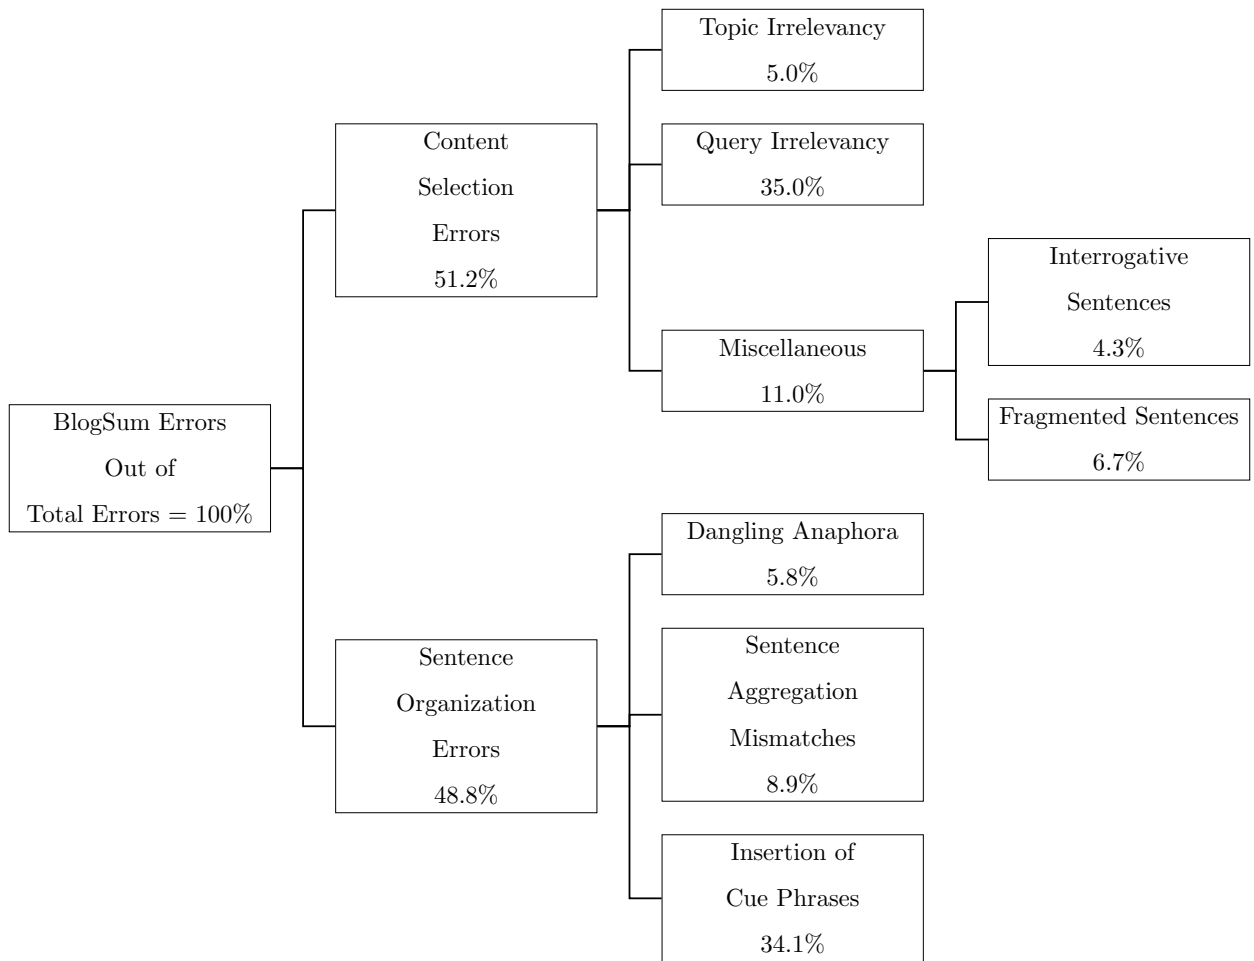 BlogSum Errors
Out of
Total Errors = 100%
Content
Selection
Errors
51.2%
Topic Irrelevancy
5.0%
Query Irrelevancy
35.0%
Miscellaneous
11.0%
Interrogative
Sentences
4.3%
Fragmented Sentences
6.7%
Sentence
Organization
Errors
48.8%
Dangling Anaphora
5.8%
Sentence
Aggregation
Mismatches
8.9%
Insertion of
Cue Phrases
34.1%